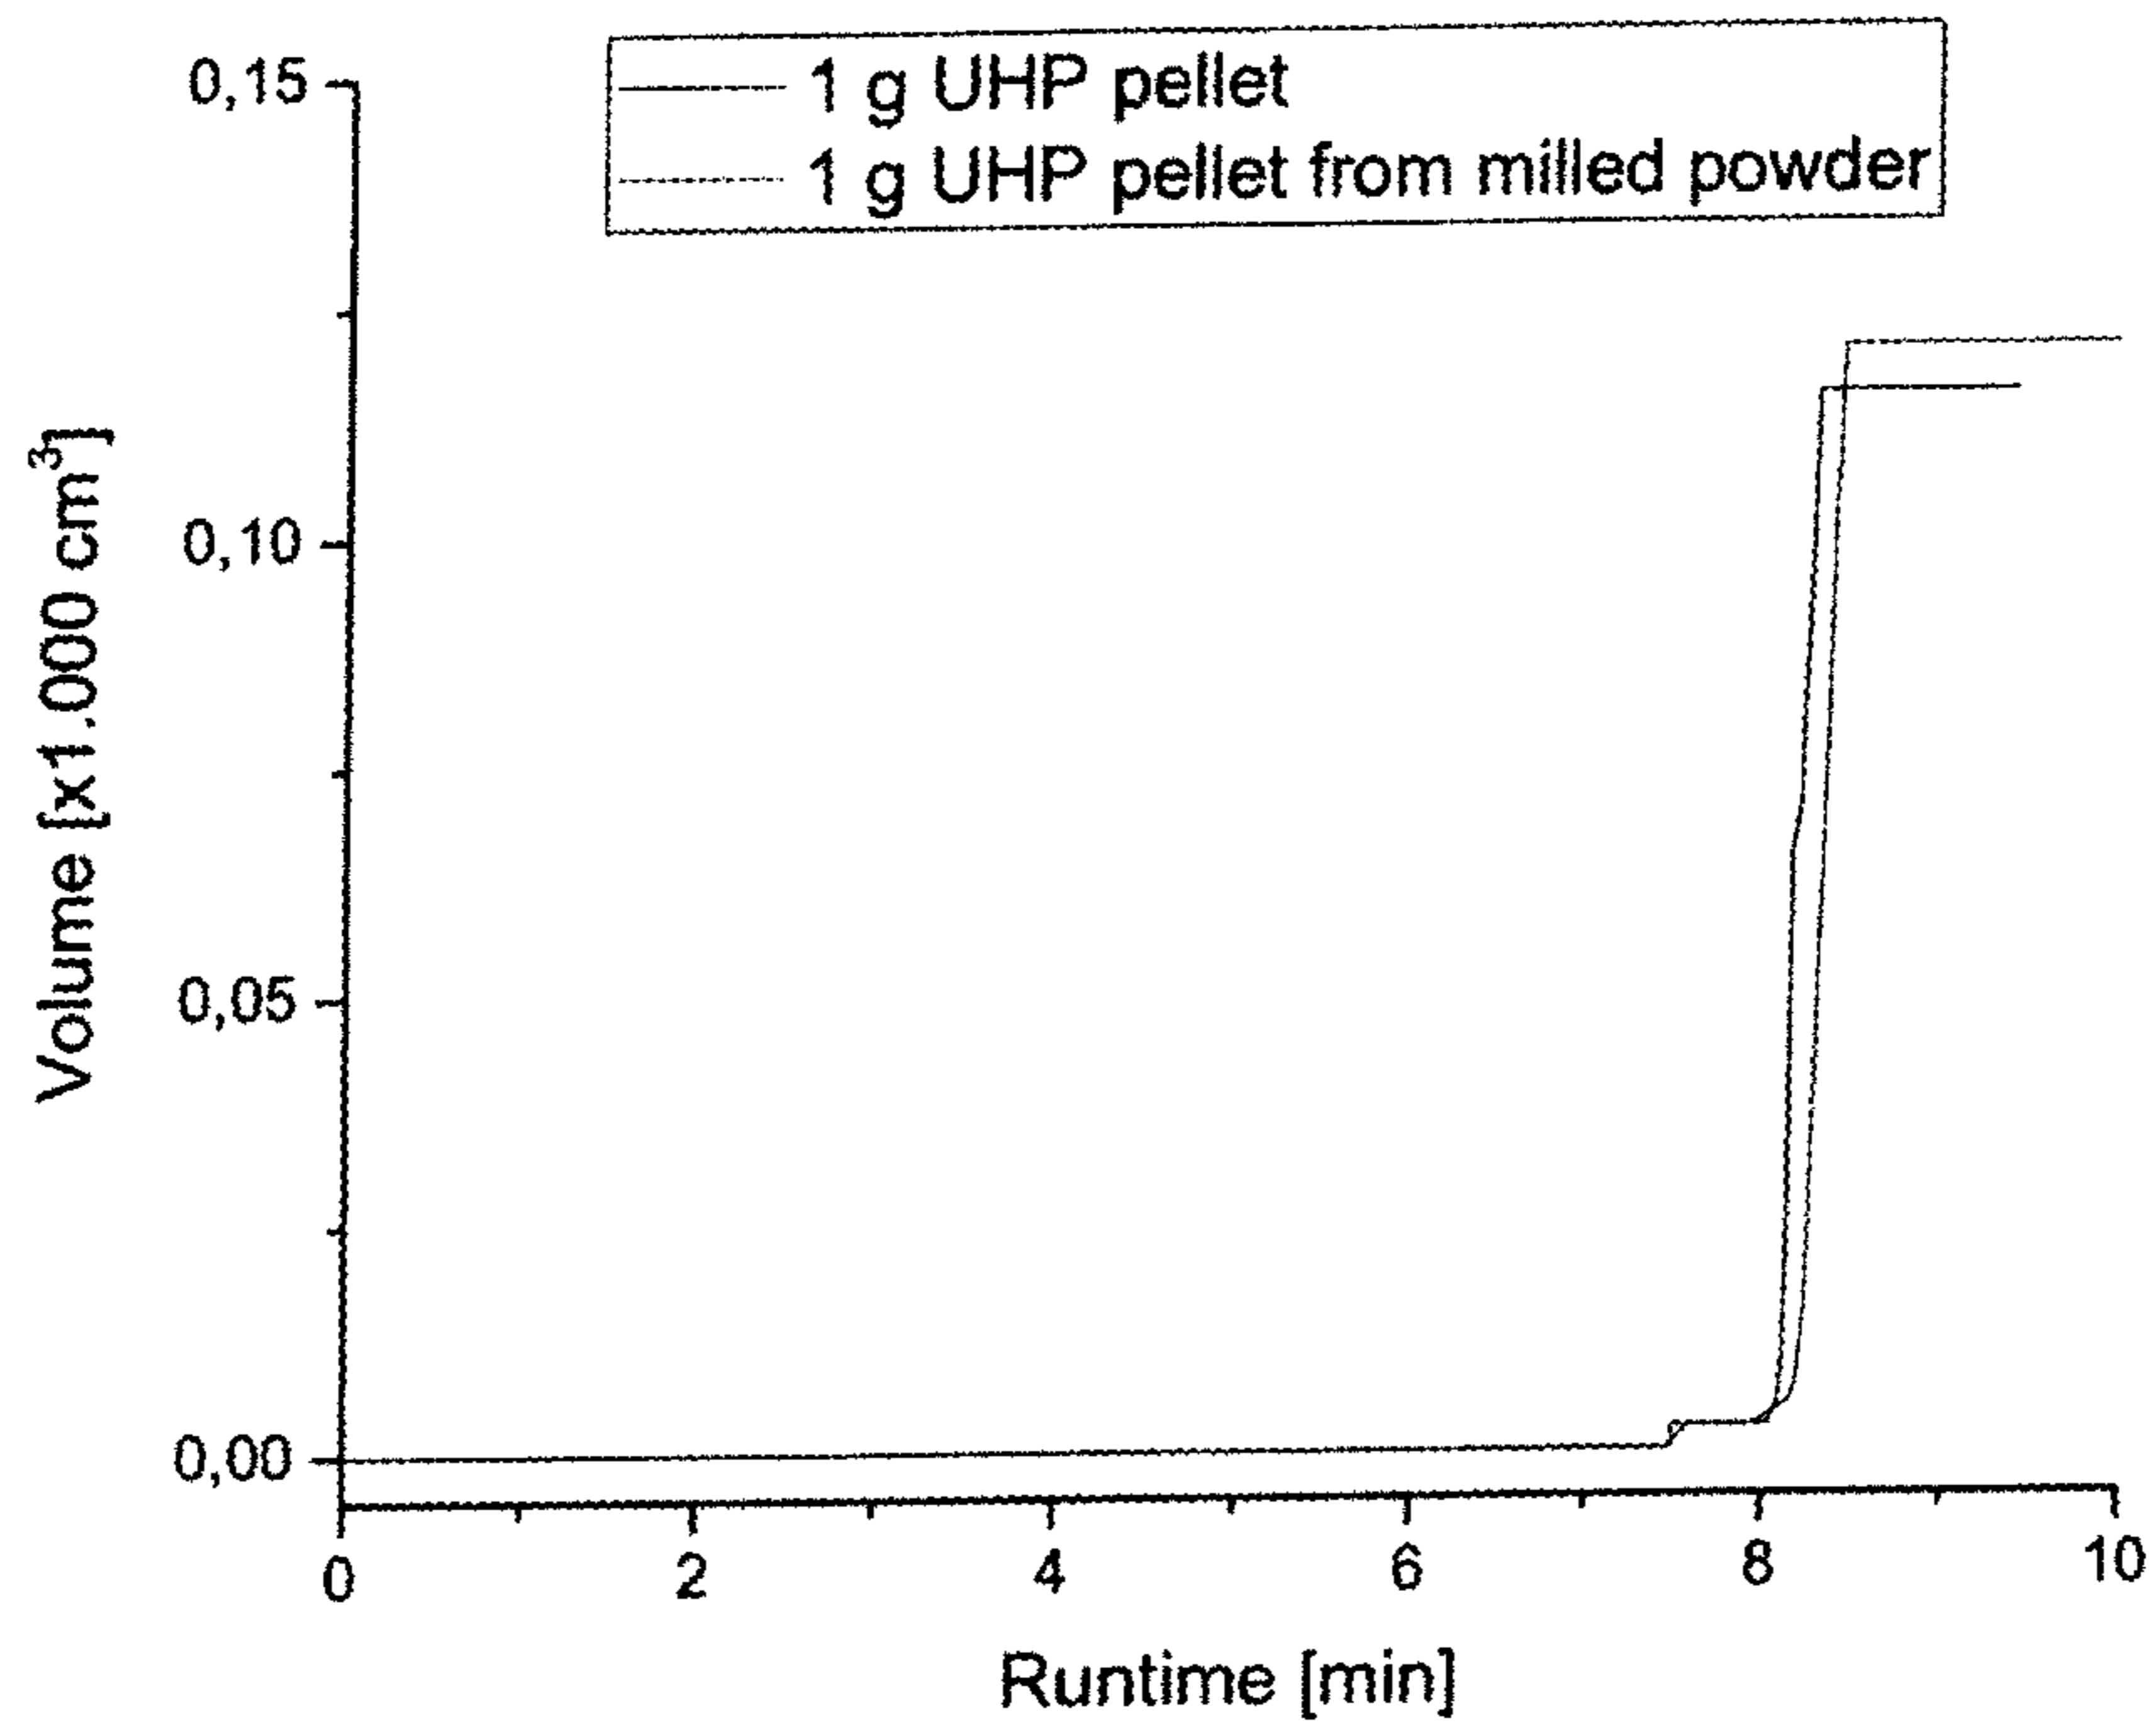 1 g UHP pellet
1 g UHP pellet from milled powder
Volume [x1.000 cm³]
0,15
0,10
0,05
0,00
0
2
4
6
8
10
Runtime [min]